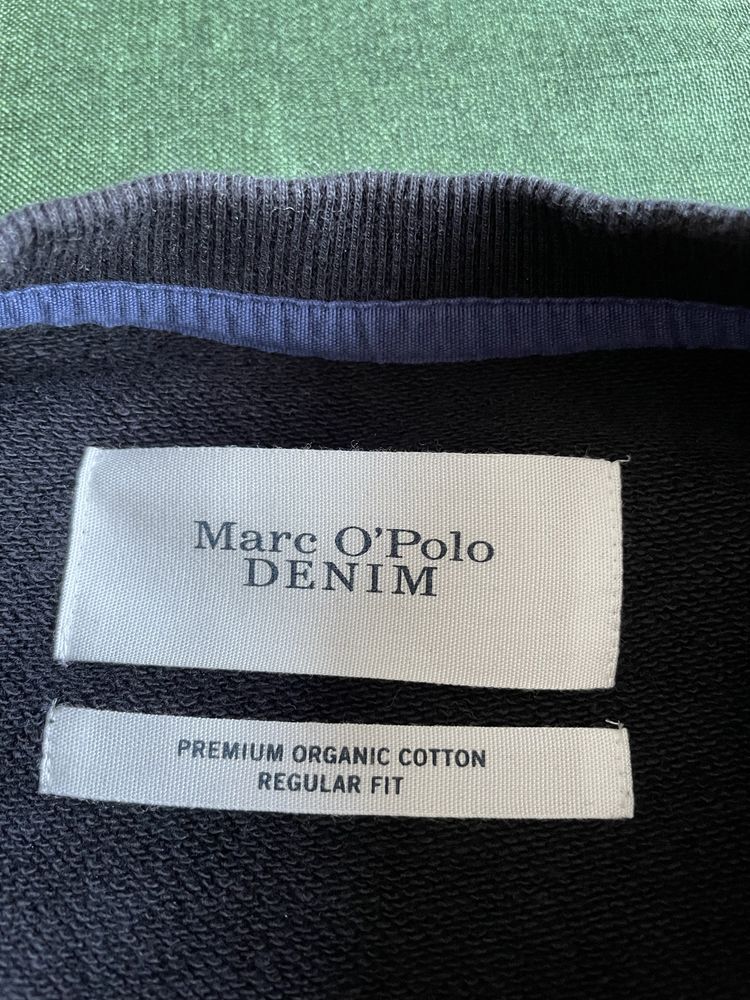 Marc O'Polo
DENIM
PREMIUM ORGANIC COTTON
REGULAR FIT